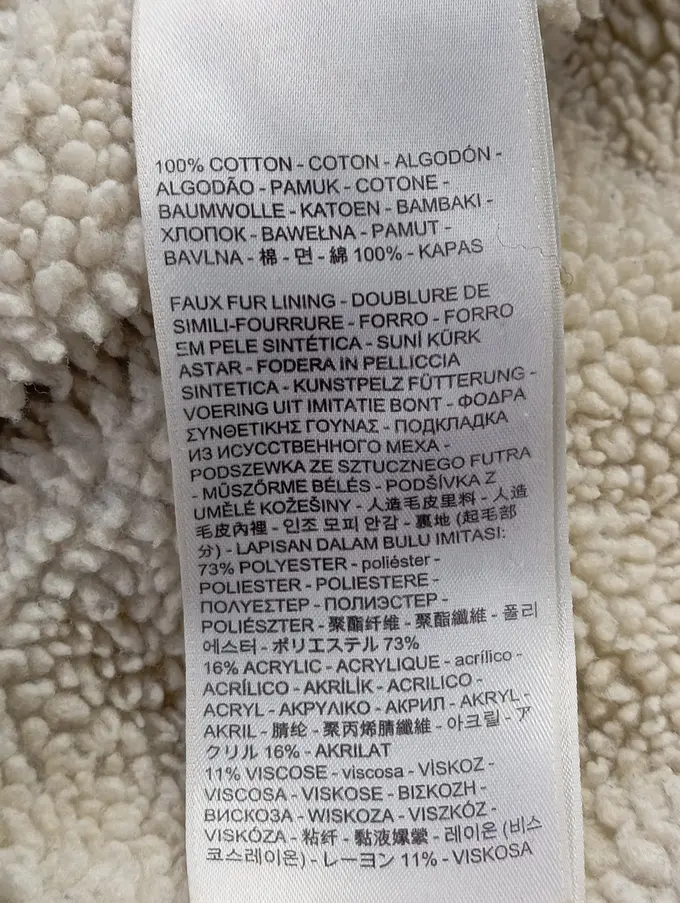 100% COTTON - COTON - ALGODÓN -
ALGODÃO - PAMUK - COTONE -
BAUMWOLLE - KATOEN - BAMBAKI -
ХЛОПОК - BAWEŁNA - PAMUT -
BAVLNA - 棉 - 면 - 綿 100% - KAPAS
FAUX FUR LINING - DOUBLURE DE
SIMILI-FOURRURE - FORRO - FORRO
EM PELE SINTÉTICA - SUNİ KÜRK
ASTAR - FODERA IN PELLICCIA
SINTETICA - KUNSTPELZ FÜTTERUNG -
VOERING UIT IMITATIE BONT - ΦΟΔΡΑ
ΣΥΝΘΕΤΙΚΗΣ ΓΟΥΝΑΣ - ПОДКЛАДКА
ИЗ ИСУССТВЕННОГО МЕХА -
PODSZEWKA ZE SZTUCZNEGO FUTRA
- MŰSZŐRME BÉLÉS - PODŠÍVKA Z
UMĚLÉ KOŽEŠINY - 人造毛皮里料 - 人造
毛皮內裡 - 인조 모피 안감 - 裏地 (起毛部
分) - LAPISAN DALAM BULU IMITASI:
73% POLYESTER - poliéster -
POLIESTER - POLIESTERE -
ΠΟΛΥΕΣΤΕΡ - ПОЛИЭСТЕР -
POLIÉSZTER - 聚酯纤维 - 聚酯纖維 - 폴리
에스터 - ポリエステル 73%
16% ACRYLIC - ACRYLIQUE - acrílico -
ACRÍLICO - AKRİLİK - ACRILICO -
ACRYL - ΑΚΡΥΛΙΚΟ - АКРИЛ - AKRYL -
AKRIL - 腈纶 - 聚丙烯腈纖維 - 아크릴 - ア
クリル 16% - AKRILAT
11% VISCOSE - viscosa - VİSKOZ -
VISCOSA - VISKOSE - ΒΙΣΚΟΖΗ -
ВИСКОЗА - WISKOZA - VISZKÓZ -
VISKÓZA - 粘纤 - 黏液嫘縈 - 레이온 (비스
코스레이온) - レーヨン 11% - VISKOSA